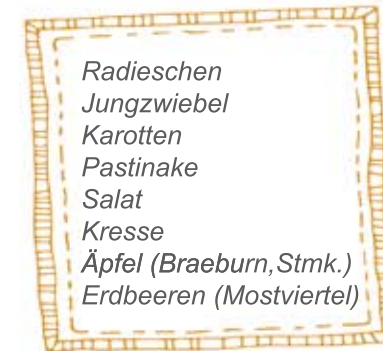 Radieschen
Jungzwiebel
Karotten
Pastinake
Salat
Kresse
Äpfel (Braeburn,Stmk.)
Erdbeeren (Mostviertel)